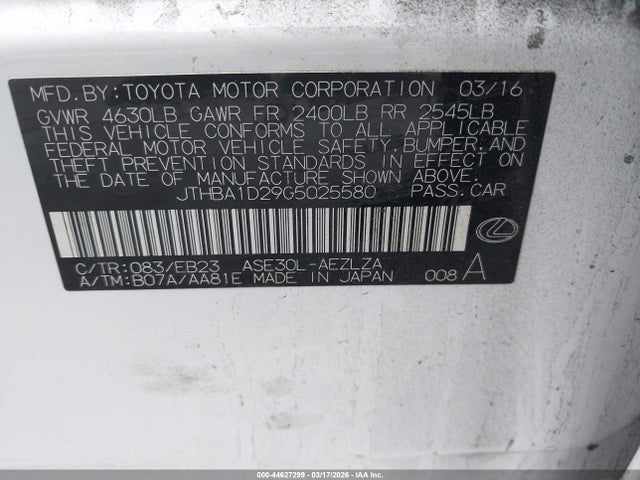 MFD.BY:TOYOTA MOTOR CORPORATION 03/16
GVWR 4630LB GAWR FR 2400LB RR 2545LB
THIS VEHICLE CONFORMS TO ALL APPLICABLE
FEDERAL MOTOR VEHICLE SAFETY,BUMPER,AND
THEFT PREVENTION STANDARDS IN EFFECT ON
THE DATE OF MANUFACTURE SHOWN ABOVE.
JTHBA1D29G5025580 PASS.CAR
C/TR:083/EB23 ASE30L-AEZLZA
A/TM:B07A/AA81E MADE IN JAPAN 008 A
000-44627299 - 03/17/2026 - IAA Inc.